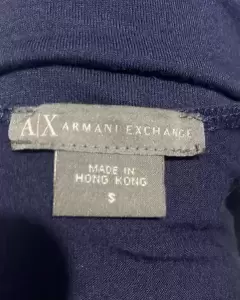 A|X ARMANI EXCHANGE
MADE IN
HONG KONG
S